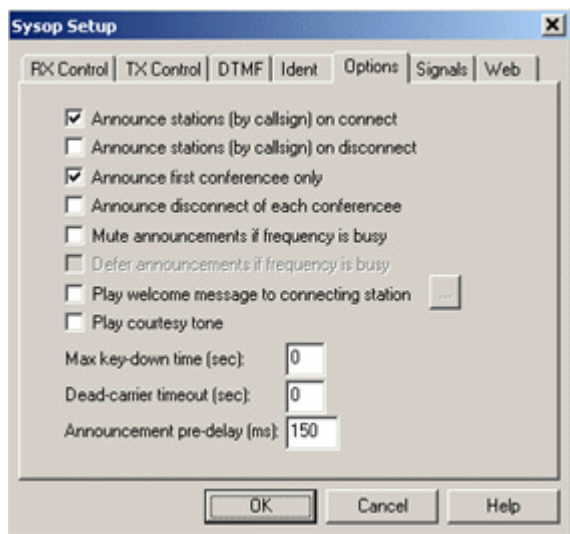 Sysop Setup
RX Control TX Control DTMF Ident Options Signals Web
Announce stations (by callsign) on connect
Announce stations (by callsign) on disconnect
Announce first conferencee only
Announce disconnect of each conferencee
Mute announcements if frequency is busy
Defer announcements if frequency is busy
Play welcome message to connecting station ...
Play courtesy tone
Max key-down time (sec): 0
Dead-carrier timeout (sec): 0
Announcement pre-delay (ms): 150
OK Cancel Help